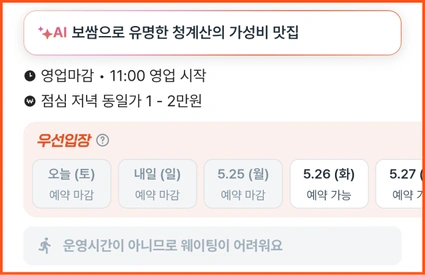 AI 보쌈으로 유명한 청계산의 가성비 맛집
영업마감 • 11:00 영업 시작
점심 저녁 동일가 1 - 2만원
우선입장 ?
오늘 (토) 내일 (일) 5.25 (월) 5.26 (화) 5.27 (
예약 마감 예약 마감 예약 마감 예약 가능 예약 가
운영시간이 아니므로 웨이팅이 어려워요